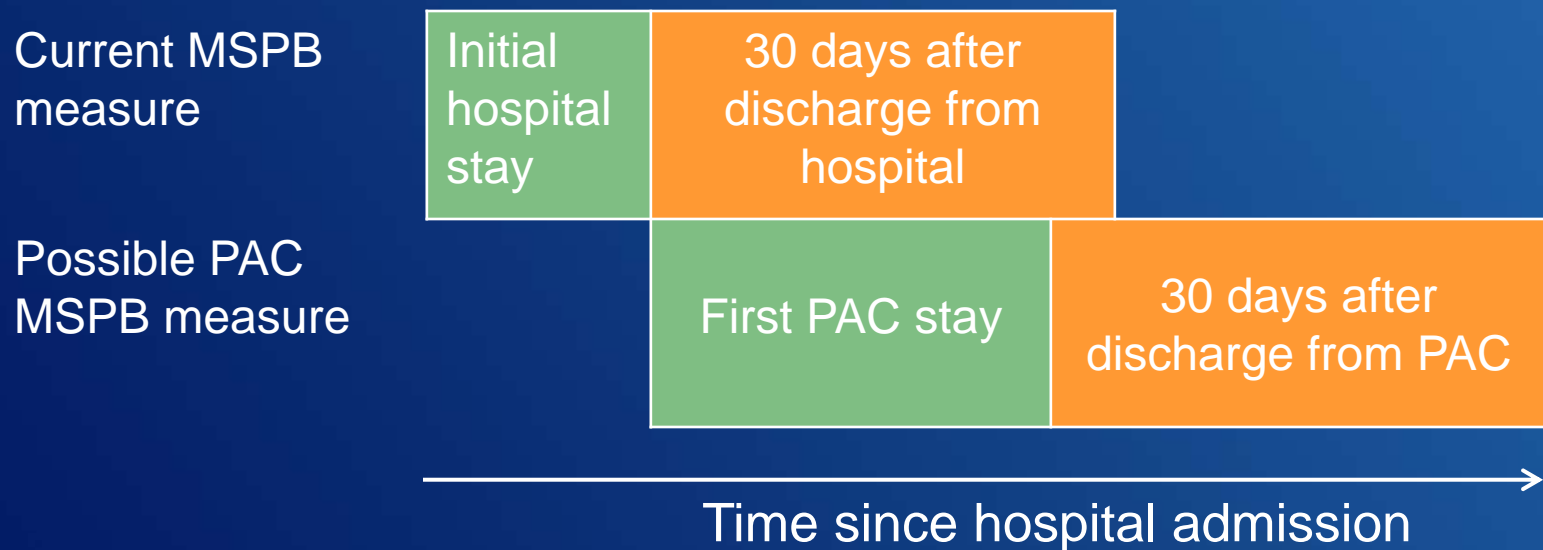 Current MSPB
measure
Initial
hospital
stay
30 days after
discharge from
hospital
Possible PAC
MSPB measure
First PAC stay
30 days after
discharge from PAC
Time since hospital admission